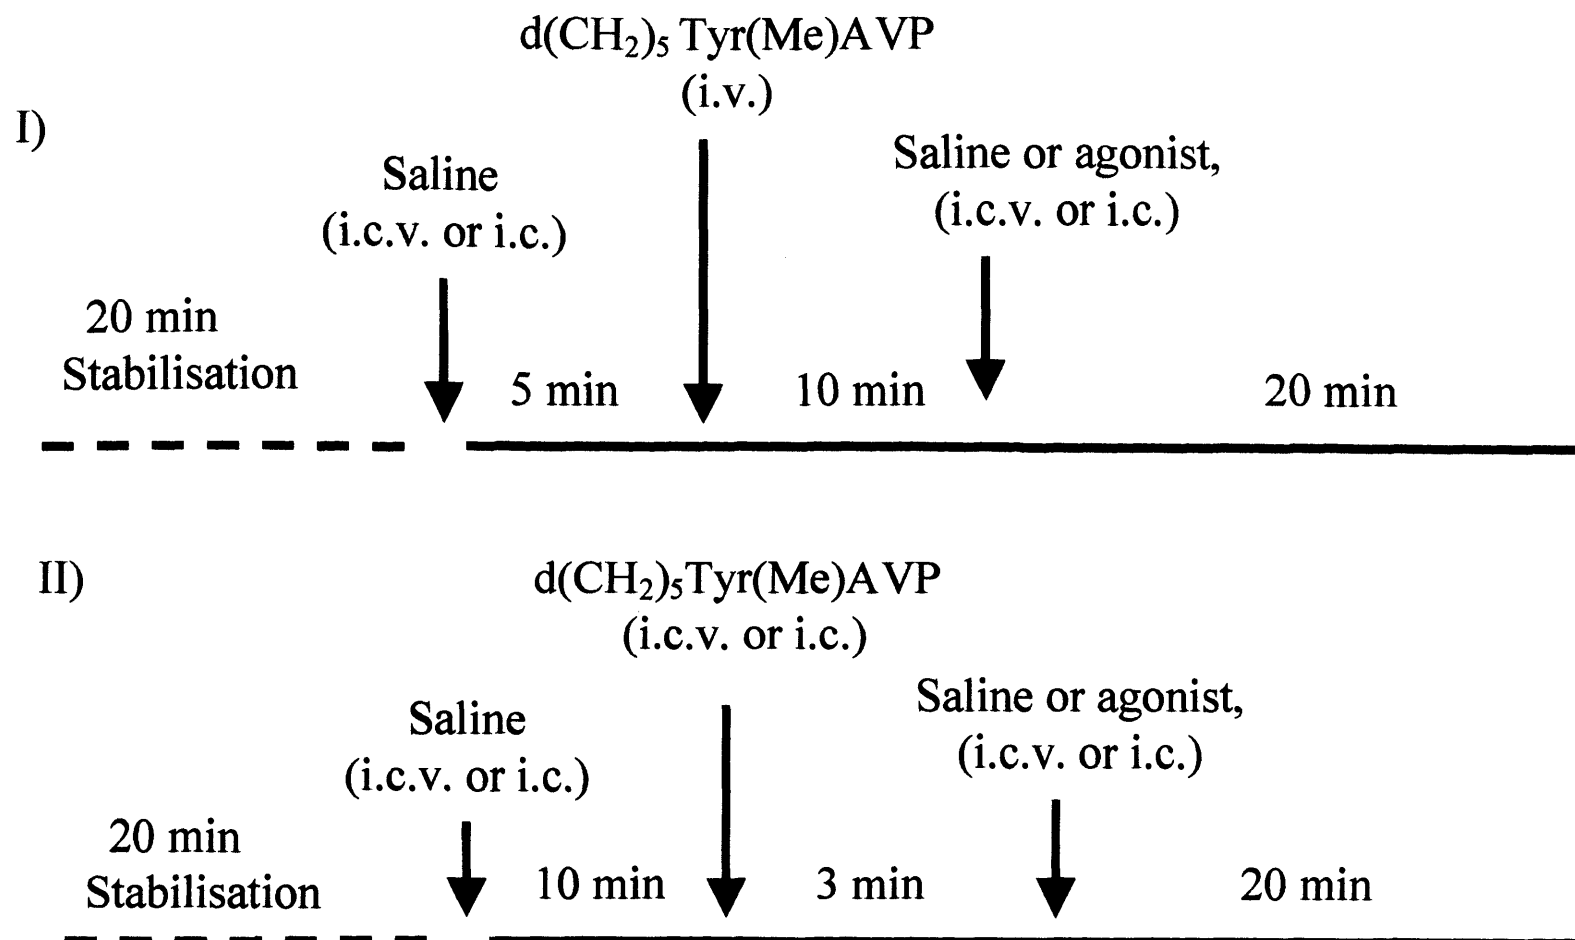 I)
d(CH₂)₅ Tyr(Me)AVP
(i.v.)
Saline
(i.c.v. or i.c.)
Saline or agonist,
(i.c.v. or i.c.)
20 min
Stabilisation
5 min
10 min
20 min
II)
d(CH₂)₅Tyr(Me)AVP
(i.c.v. or i.c.)
Saline
(i.c.v. or i.c.)
Saline or agonist,
(i.c.v. or i.c.)
20 min
Stabilisation
10 min
3 min
20 min